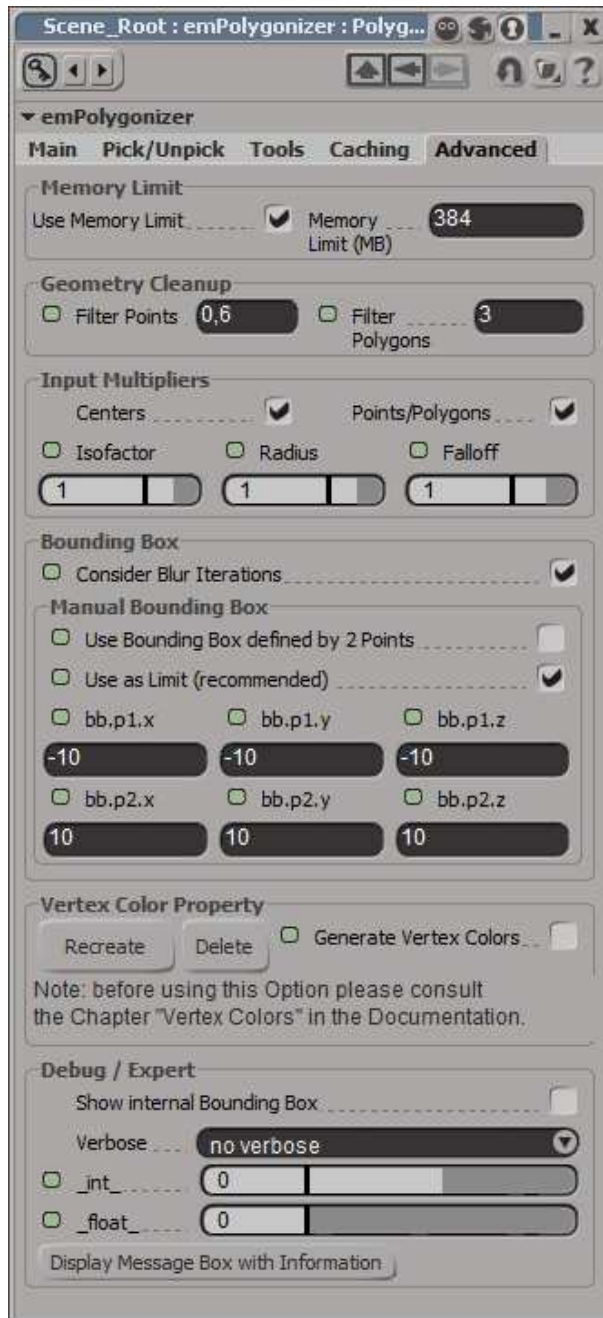 Scene_Root : emPolygonizer : Polyg...
emPolygonizer
Main Pick/Unpick Tools Caching Advanced
Memory Limit
Use Memory Limit Memory Limit (MB) 384
Geometry Cleanup
Filter Points 0,6 Filter Polygons 3
Input Multipliers
Centers Points/Polygons
Isofactor Radius Falloff
1 1 1
Bounding Box
Consider Blur Iterations
Manual Bounding Box
Use Bounding Box defined by 2 Points
Use as Limit (recommended)
bb.p1.x bb.p1.y bb.p1.z
-10 -10 -10
bb.p2.x bb.p2.y bb.p2.z
10 10 10
Vertex Color Property
Recreate Delete Generate Vertex Colors
Note: before using this Option please consult
the Chapter "Vertex Colors" in the Documentation.
Debug / Expert
Show internal Bounding Box
Verbose no verbose
_int_ 0
_float_ 0
Display Message Box with Information